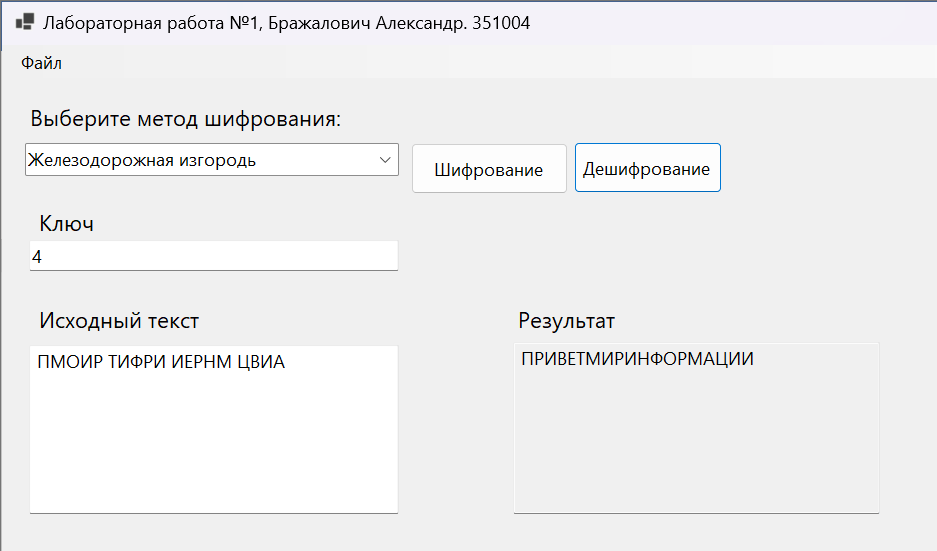 Лабораторная работа №1, Бражалович Александр. 351004
Файл
Выберите метод шифрования:
Железодорожная изгородь
Шифрование
Дешифрование
Ключ
4
Исходный текст
ПМОИР ТИФРИ ИЕРНМ ЦВИА
Результат
ПРИВЕТМИРИНФОРМАЦИИ